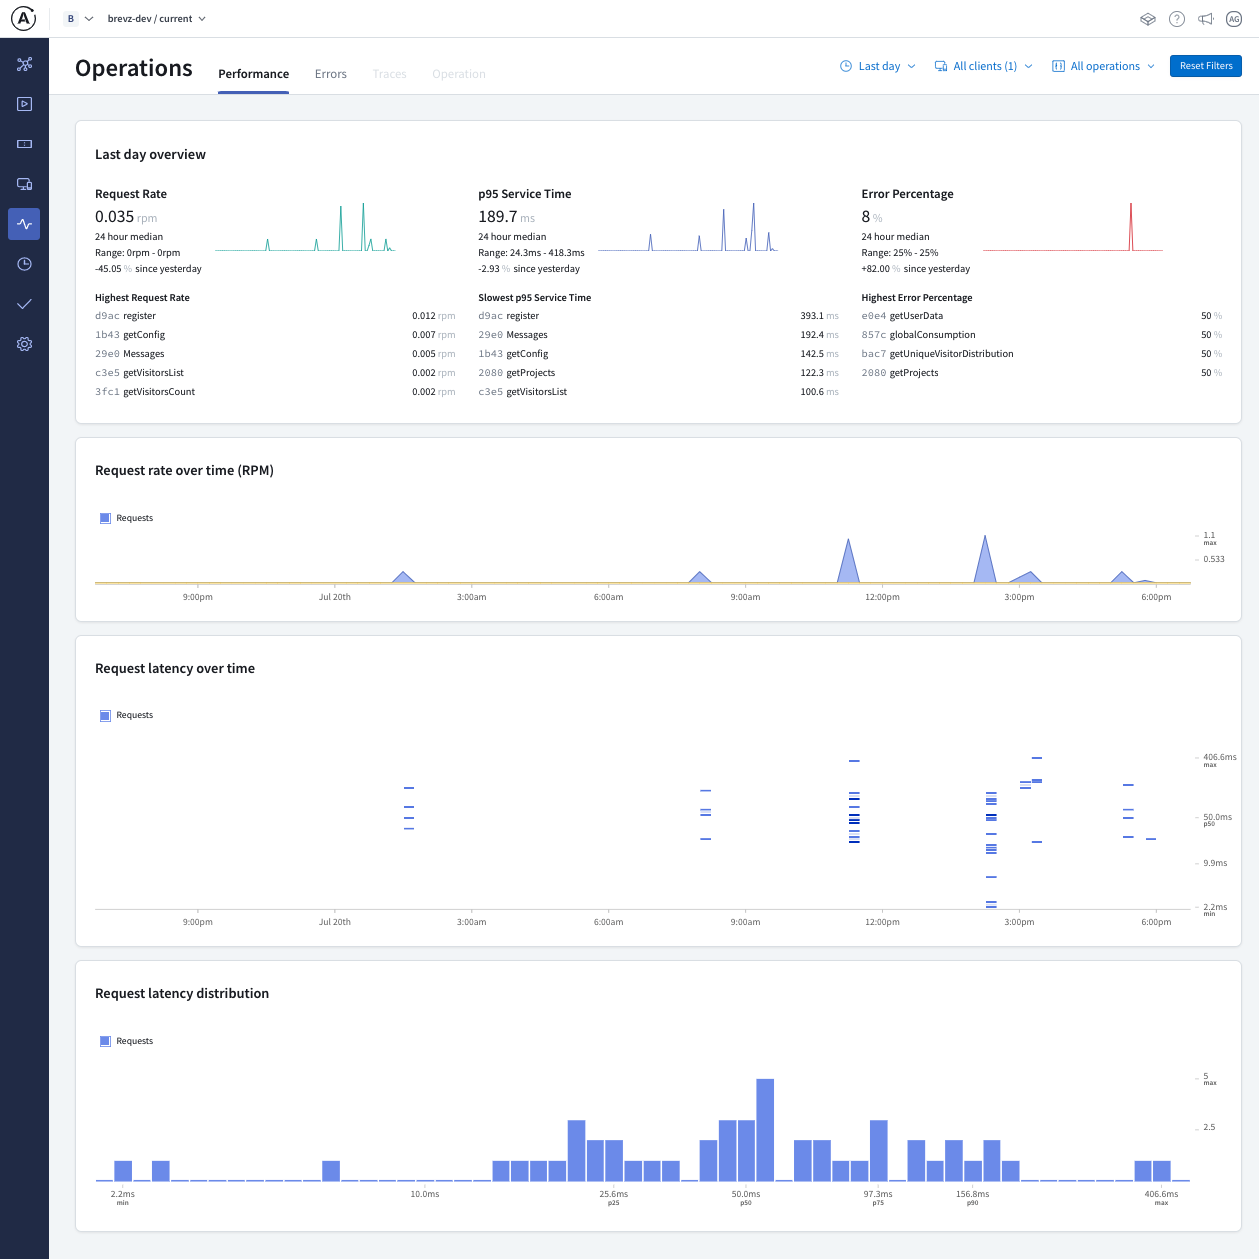 A B brevz-dev / current AG
Operations Performance Errors Traces Operation Last day All clients (1) All operations Reset Filters
Last day overview
Request Rate
0.035 rpm
24 hour median
Range: 0rpm - 0rpm
-45.05 % since yesterday
Highest Request Rate
d9ac register 0.012 rpm
1b43 getConfig 0.007 rpm
29e0 Messages 0.005 rpm
c3e5 getVisitorsList 0.002 rpm
3fc1 getVisitorsCount 0.002 rpm
p95 Service Time
189.7 ms
24 hour median
Range: 24.3ms - 418.3ms
-2.93 % since yesterday
Slowest p95 Service Time
d9ac register 393.1 ms
29e0 Messages 192.4 ms
1b43 getConfig 142.5 ms
2080 getProjects 122.3 ms
c3e5 getVisitorsList 100.6 ms
Error Percentage
8 %
24 hour median
Range: 25% - 25%
+82.00 % since yesterday
Highest Error Percentage
e0e4 getUserData 50 %
857c globalConsumption 50 %
bac7 getUniqueVisitorDistribution 50 %
2080 getProjects 50 %
Request rate over time (RPM)
Requests
1.1
max
0.533
9:00pm Jul 20th 3:00am 6:00am 9:00am 12:00pm 3:00pm 6:00pm
Request latency over time
Requests
406.6ms
max
50.0ms
p50
9.9ms
2.2ms
min
9:00pm Jul 20th 3:00am 6:00am 9:00am 12:00pm 3:00pm 6:00pm
Request latency distribution
Requests
5
max
2.5
2.2ms 10.0ms 25.6ms 50.0ms 97.3ms 156.8ms 406.6ms
min p25 p50 p75 p90 max